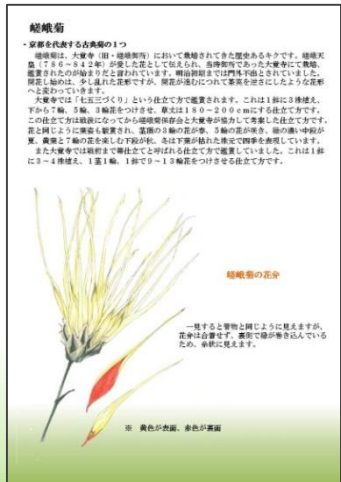 嵯峨菊
・京都を代表する古典菊の1つ
嵯峨菊は、大覚寺（旧・嵯峨御所）において栽培されてきた歴史あるキクです。嵯峨天
皇（786～842年）が愛した花として伝えられ、当時御所であった大覚寺にて栽培、
鑑賞されたのが始まりだと言われています。明治初期までは門外不出とされていました。
開花し始めは、少し乱れた花形ですが、開花が進むにつれて茶筅を逆さにしたような花形
へと変わっていきます。
大覚寺では「七五三づくり」という仕立て方で鑑賞されます。これは1鉢に3株植え、
下から7輪、5輪、3輪花をつけさせ、草丈は180～200cmにする仕立て方です。
この仕立て方は戦後になってから嵯峨菊保存会と大覚寺が協力して考案した仕立て方です。
花と同じように葉姿も鑑賞され、茎頂の3輪の花が春、5輪の花が咲き、緑の濃い中段が
夏、黄葉と7輪の花を楽しむ下段が秋、冬は下葉が枯れた株元で四季を表現しています。
また大覚寺では戦前まで箒仕立てと呼ばれる仕立て方で鑑賞していました。これは1鉢
に3～4株植え、1茎1輪、1鉢で9～13輪花をつけさせる仕立て方です。
嵯峨菊の花弁
一見すると管物と同じように見えますが、
花弁は合着せず、裏側で縁が巻き込んでいる
ため、糸状に見えます。
※ 黄色が表面、赤色が裏面